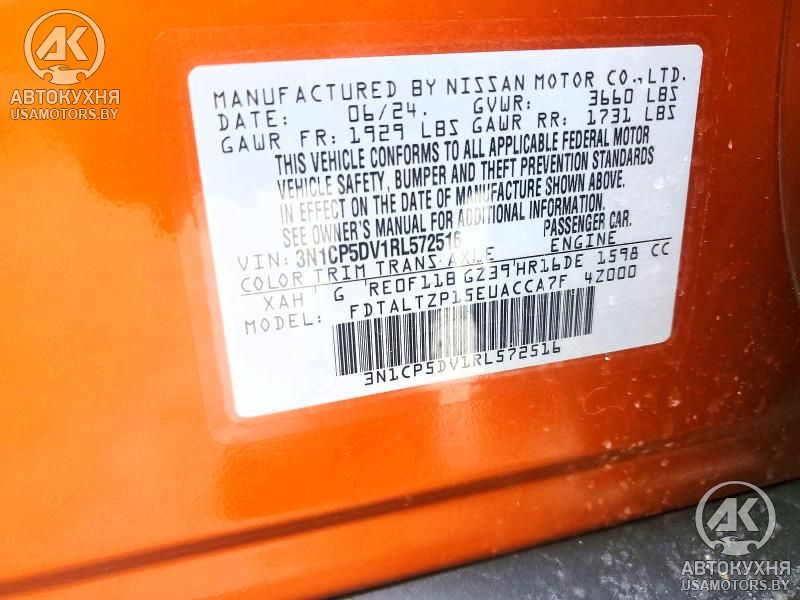 AK
АВТОКУХНЯ
USAMOTORS.BY
MANUFACTURED BY NISSAN MOTOR CO.,LTD.
DATE: 06/24. GVWR: 3660 LBS
GAWR FR: 1929 LBS GAWR RR: 1731 LBS
THIS VEHICLE CONFORMS TO ALL APPLICABLE FEDERAL MOTOR
VEHICLE SAFETY, BUMPER AND THEFT PREVENTION STANDARDS
IN EFFECT ON THE DATE OF MANUFACTURE SHOWN ABOVE.
SEE OWNER'S MANUAL FOR ADDITIONAL INFORMATION.
VIN: 3N1CP5DV1RL572516 PASSENGER CAR.
COLOR TRIM TRANS AXLE ENGINE
XAH G RE0F11B GZ39 HR16DE 1598 CC
MODEL: FDTALTZP15EUACCA7F 4Z000
3N1CP5DV1RL572516
AK
АВТОКУХНЯ
USAMOTORS.BY